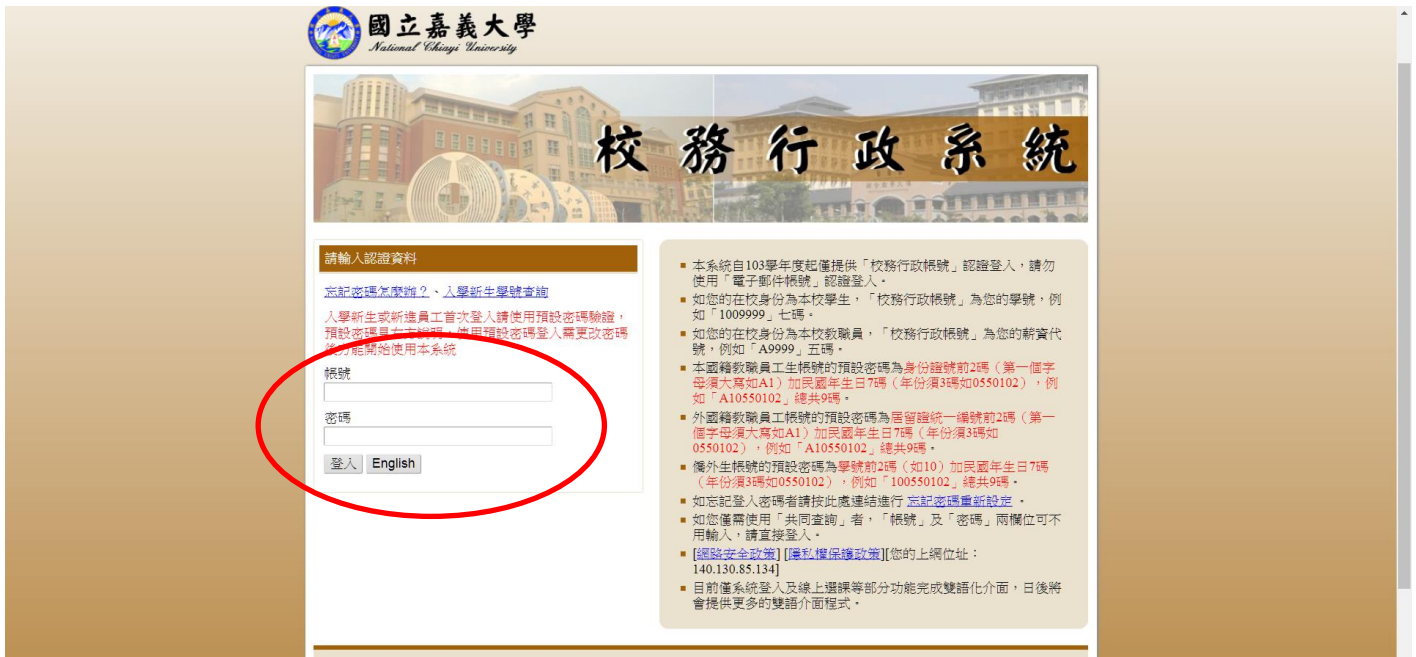 國立嘉義大學
National Chiayi University
校務行政系統
請輸入認證資料
忘記密碼怎麼辦？、入學新生學號查詢
入學新生或新進員工首次登入請使用預設密碼驗證，
預設密碼見右方說明，使用預設密碼登入需更改密碼
後方能開始使用本系統
帳號
密碼
登入 English
▪ 本系統自103學年度起僅提供「校務行政帳號」認證登入，請勿
使用「電子郵件帳號」認證登入。
▪ 如您的在校身份為本校學生，「校務行政帳號」為您的學號，例
如「1009999」七碼。
▪ 如您的在校身份為本校教職員，「校務行政帳號」為您的薪資代
號，例如「A9999」五碼。
▪ 本國籍教職員工生帳號的預設密碼為身份證號前2碼（第一個字
母須大寫如A1）加民國年生日7碼（年份須3碼如0550102），例
如「A10550102」總共9碼。
▪ 外國籍教職員工帳號的預設密碼為居留證統一編號前2碼（第一
個字母須大寫如A1）加民國年生日7碼（年份須3碼如
0550102），例如「A10550102」總共9碼。
▪ 僑外生帳號的預設密碼為學號前2碼（如10）加民國年生日7碼
（年份須3碼如0550102），例如「100550102」總共9碼。
▪ 如忘記登入密碼者請按此處連結進行 忘記密碼重新設定 。
▪ 如您僅需使用「共同查詢」者，「帳號」及「密碼」兩欄位可不
用輸入，請直接登入。
▪ [網路安全政策] [隱私權保護政策][您的上網位址：
140.130.85.134]
▪ 目前僅系統登入及線上選課等部分功能完成雙語化介面，日後將
會提供更多的雙語介面程式。